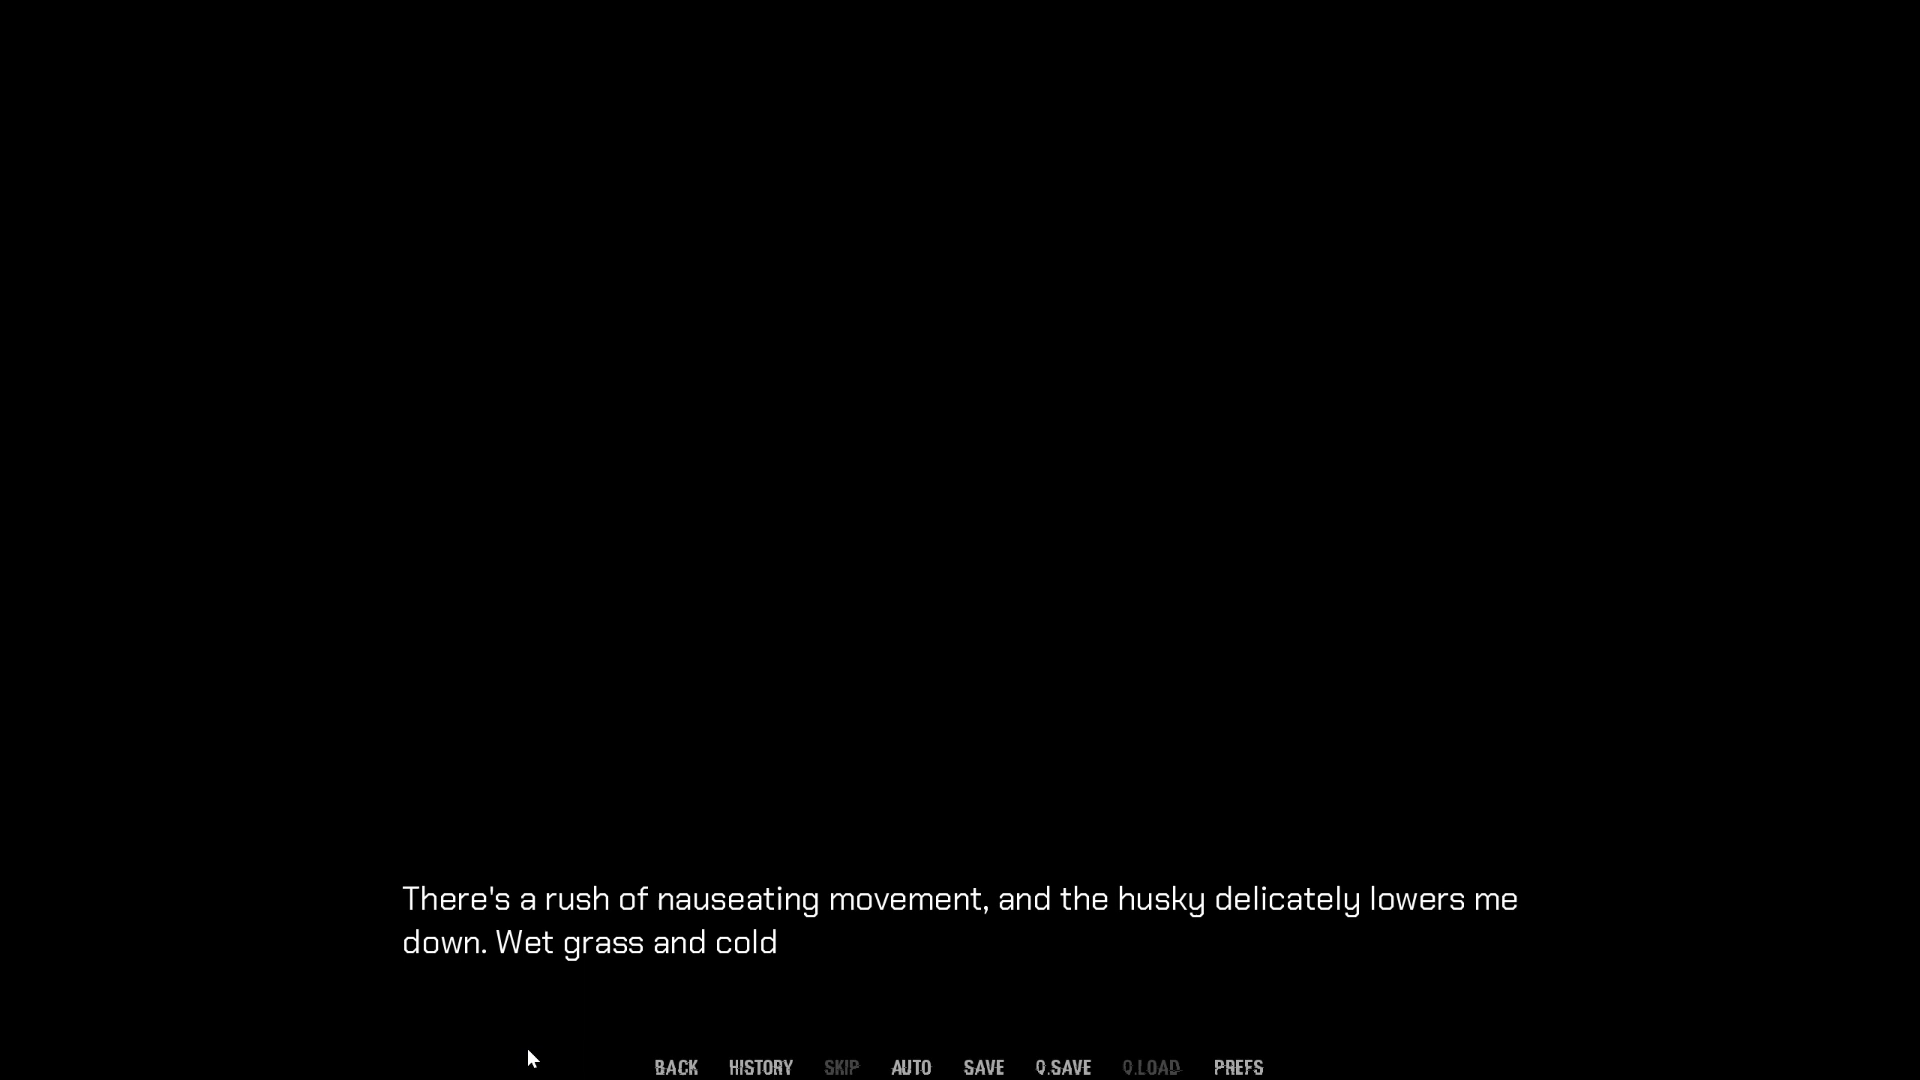 There's a rush of nauseating movement, and the husky delicately lowers me
down. Wet grass and cold
BACK HISTORY SKIP AUTO SAVE Q.SAVE Q.LOAD PREFS